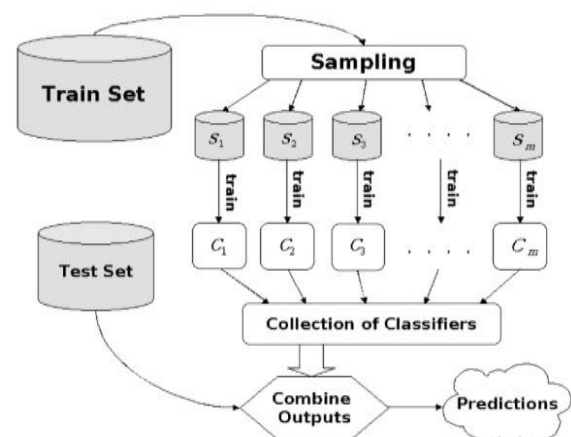 Sampling
Train Set
S1 S2 S3 . . . . Sm
train train train train train
C1 C2 C3 . . . . Cm
Test Set
Collection of Classifiers
Combine
Outputs
Predictions